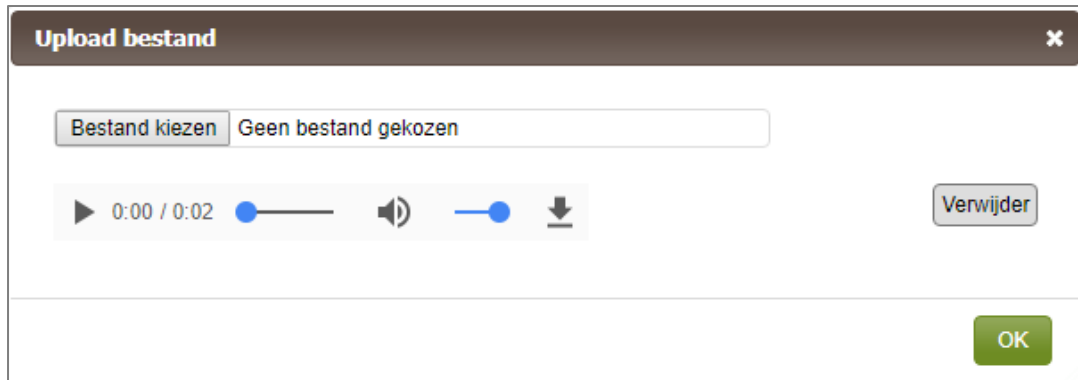 Upload bestand
Bestand kiezen Geen bestand gekozen
0:00 / 0:02
Verwijder
OK